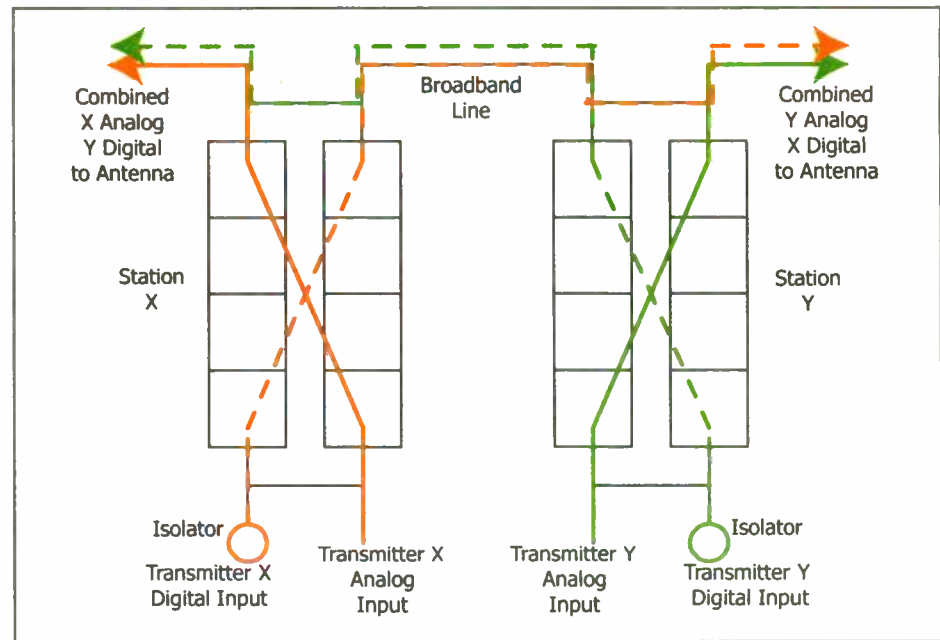 Combined
X Analog
Y Digital
to Antenna
Broadband
Line
Combined
Y Analog
X Digital
to Antenna
Station
X
Station
Y
Isolator
Transmitter X
Digital Input
Transmitter X
Analog
Input
Transmitter Y
Analog
Input
Isolator
Transmitter Y
Digital Input